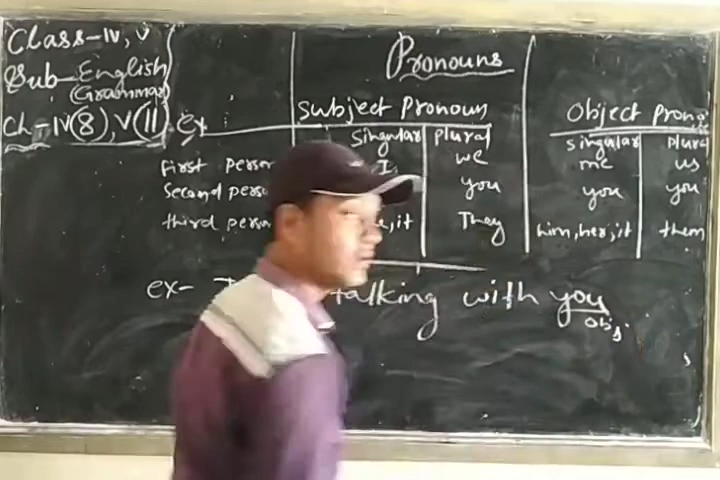 Class-IV, V
Sub-English
(Grammar)
Ch-IV(8), V(11)
Pronouns
ex
Subject Pronoun
Object Prono
Singular Plural
singular plural
first person I we me us
Second perso you you you
third person it They him, her, it them
ex- talking with you
obj